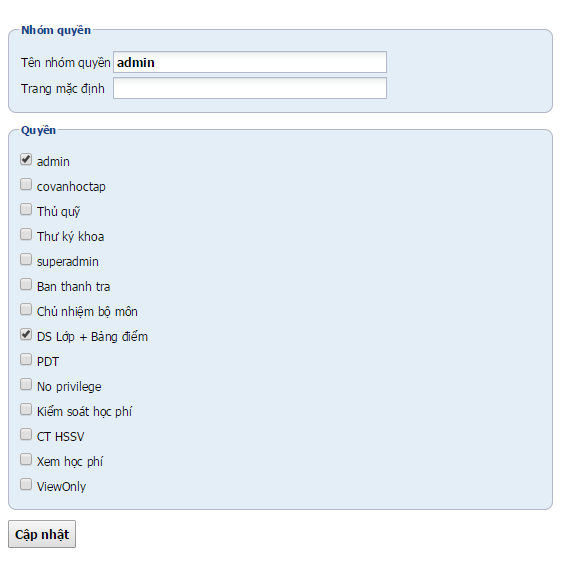 Nhóm quyền
Tên nhóm quyền admin
Trang mặc định
Quyền
admin
covanhoctap
Thủ quỹ
Thư ký khoa
superadmin
Ban thanh tra
Chủ nhiệm bộ môn
DS Lớp + Bảng điểm
PDT
No privilege
Kiểm soát học phí
CT HSSV
Xem học phí
ViewOnly
Cập nhật